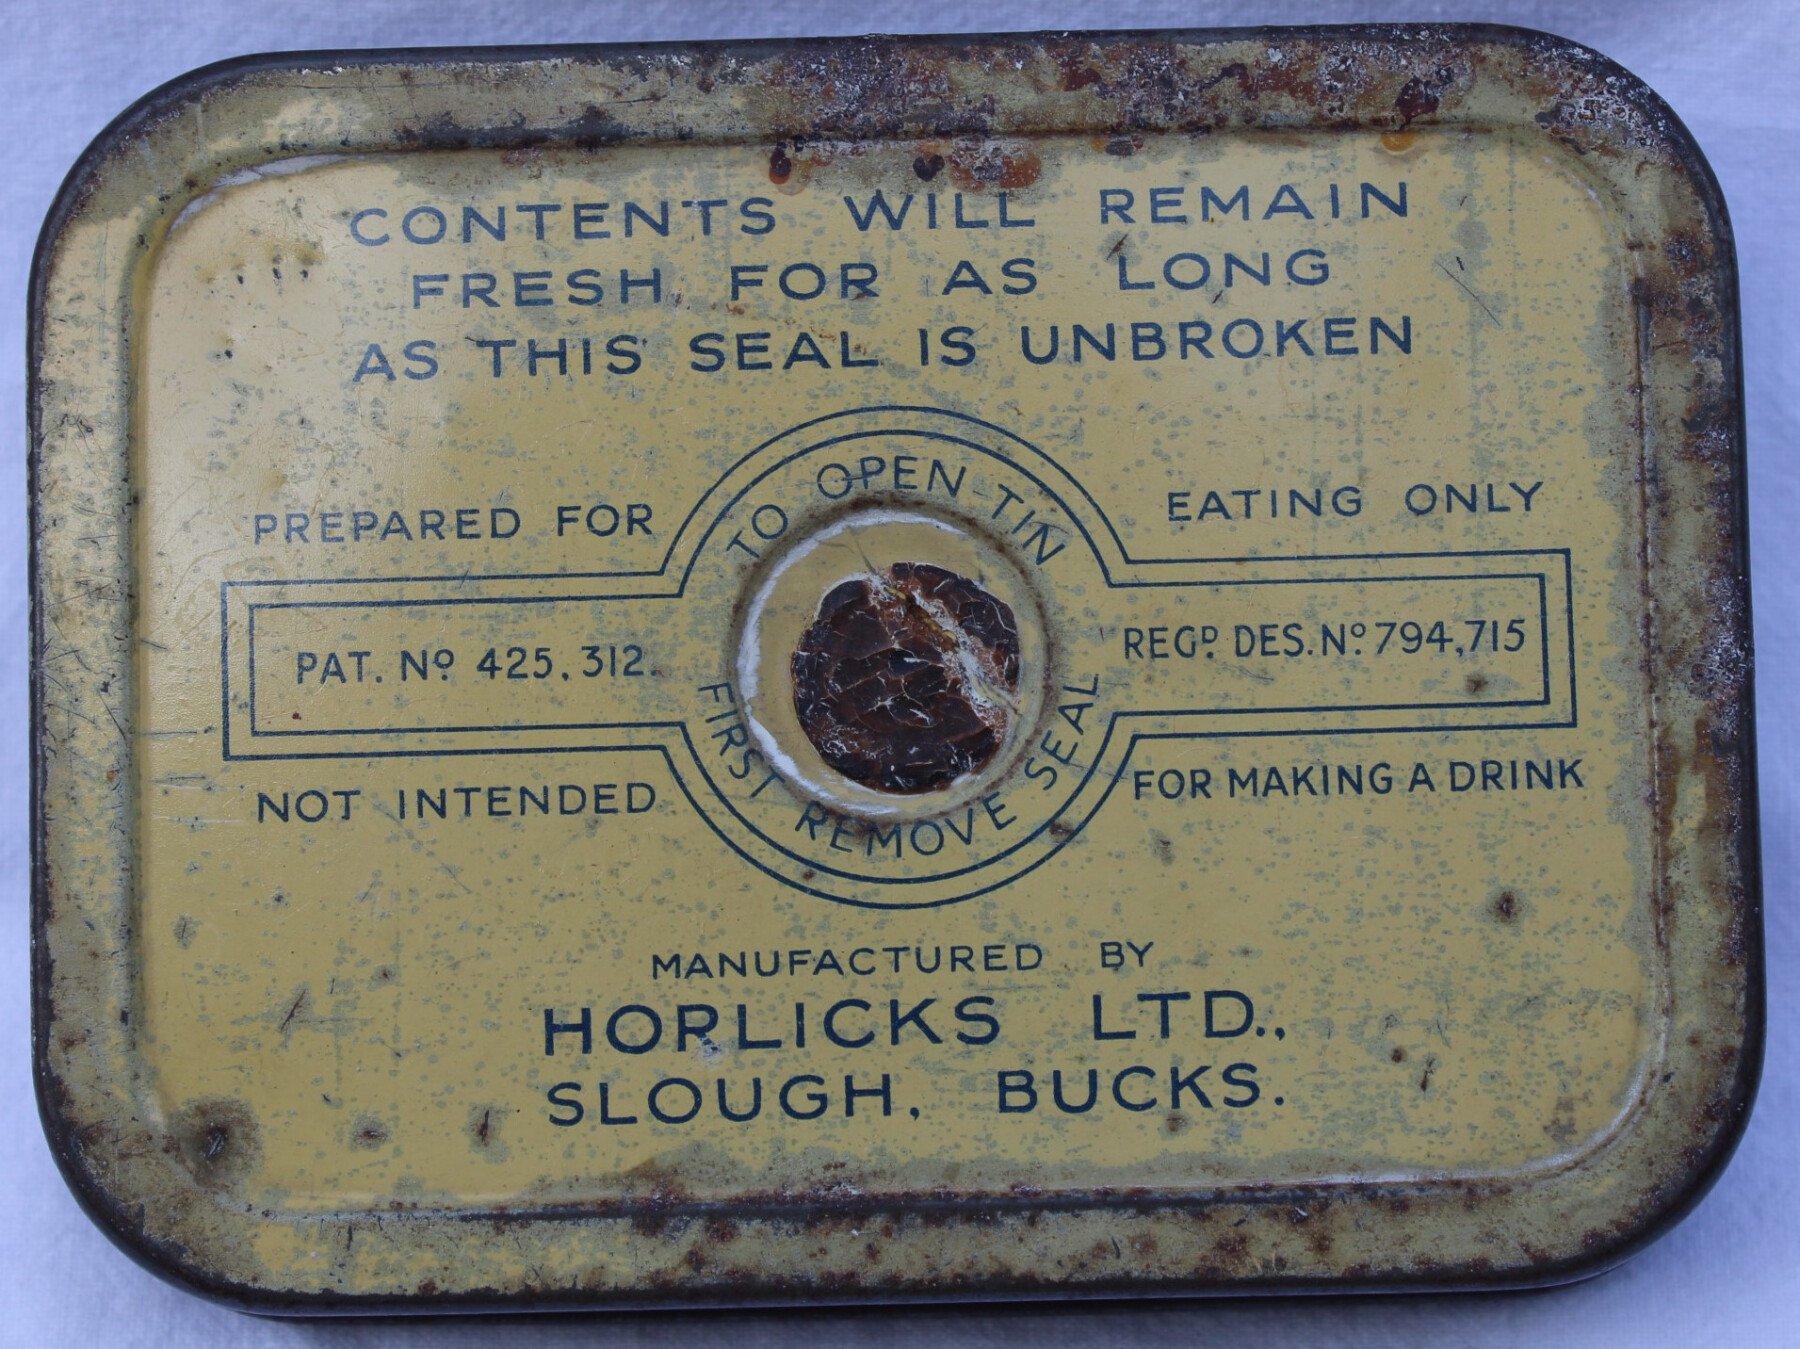 CONTENTS WILL REMAIN
FRESH FOR AS LONG
AS THIS SEAL IS UNBROKEN
PREPARED FOR EATING ONLY
TO OPEN TIN
PAT. Nº 425,312.
REGᴰ. DES. Nº 794,715
FIRST REMOVE SEAL
NOT INTENDED FOR MAKING A DRINK
MANUFACTURED BY
HORLICKS LTD.,
SLOUGH, BUCKS.